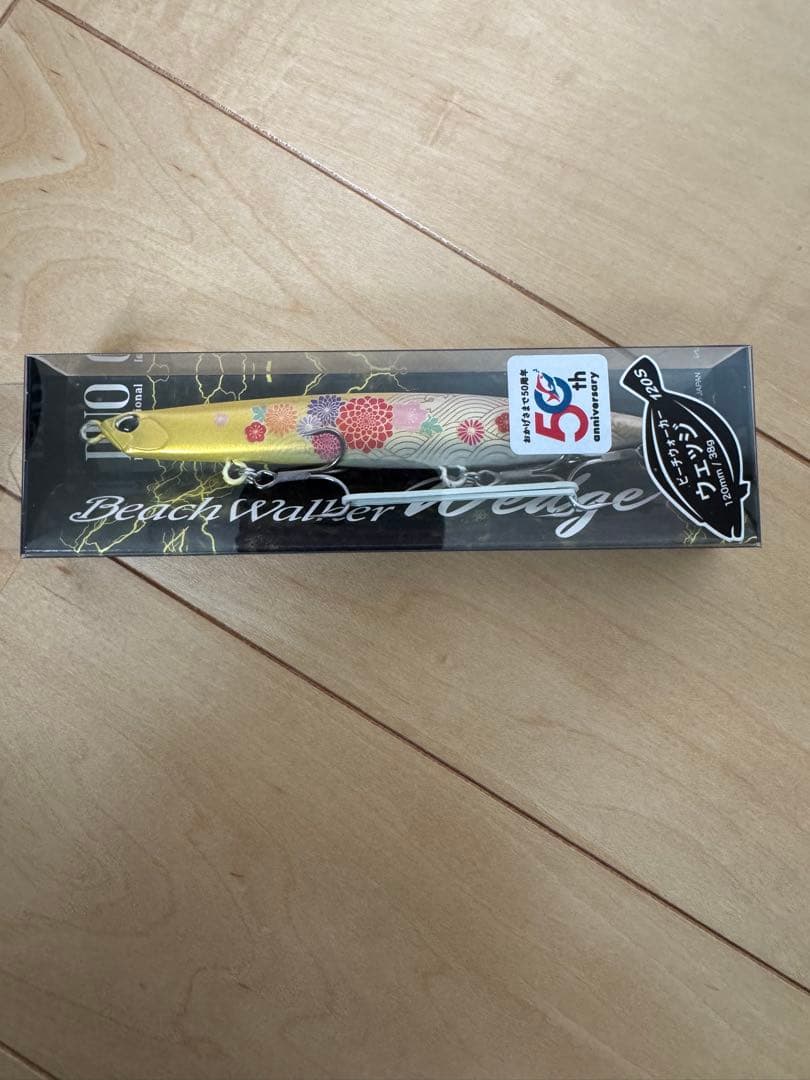 Beach Walker Wedge
おかげさまで50周年
50th
anniversary
120S
ビーチウォーカー
ウェッジ
120mm / 38g
JAPAN